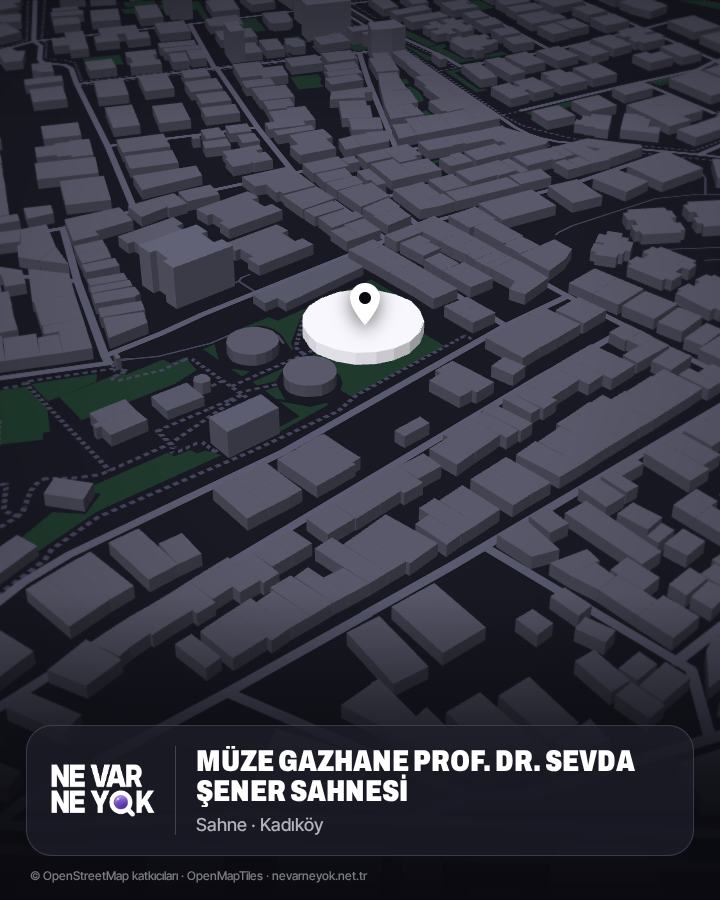 NE VAR
NE YOK
MÜZE GAZHANE PROF. DR. SEVDA
ŞENER SAHNESİ
Sahne · Kadıköy
© OpenStreetMap katkıcıları · OpenMapTiles · nevarneyok.net.tr